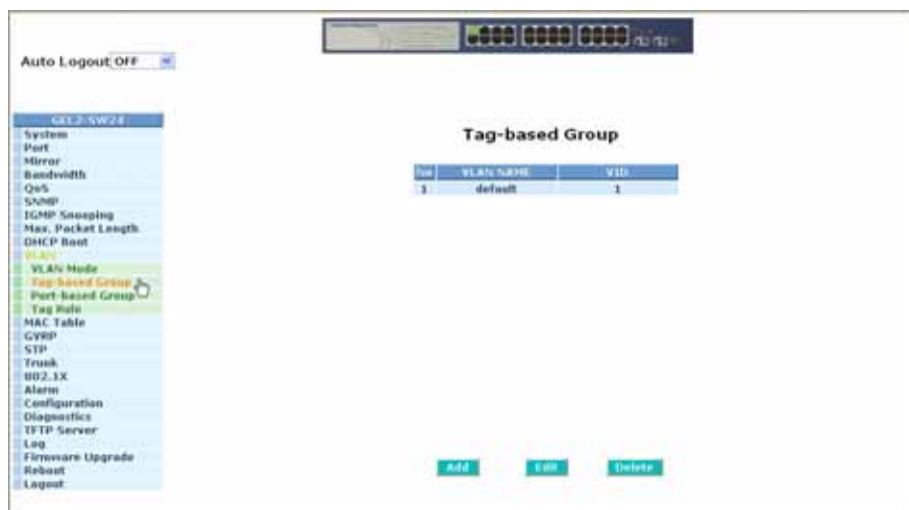 Auto Logout OFF
GEL2-SW24
System
Port
Mirror
Bandwidth
QoS
SNMP
IGMP Snooping
Max. Packet Length
DHCP Boot
VLAN
VLAN Mode
Tag-based Group
Port-based Group
Tag Rule
MAC Table
GVRP
STP
Trunk
802.1X
Alarm
Configuration
Diagnostics
TFTP Server
Log
Firmware Upgrade
Reboot
Logout
Tag-based Group
No VLAN NAME VID
1 default 1
Add Edit Delete